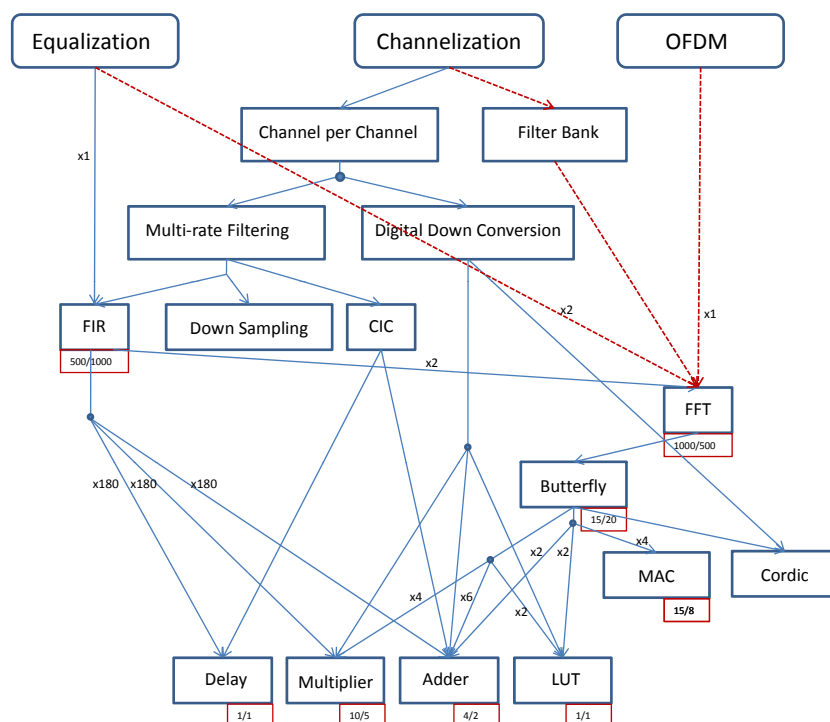 Equalization
Channelization
OFDM
Channel per Channel
Filter Bank
x1
Multi-rate Filtering
Digital Down Conversion
x2
x1
FIR
Down Sampling
CIC
500/1000
x2
FFT
1000/500
Butterfly
x180
x180
x180
15/20
x4
x2
x2
MAC
Cordic
x4
x6
x2
15/8
Delay
Multiplier
Adder
LUT
1/1
10/5
4/2
1/1